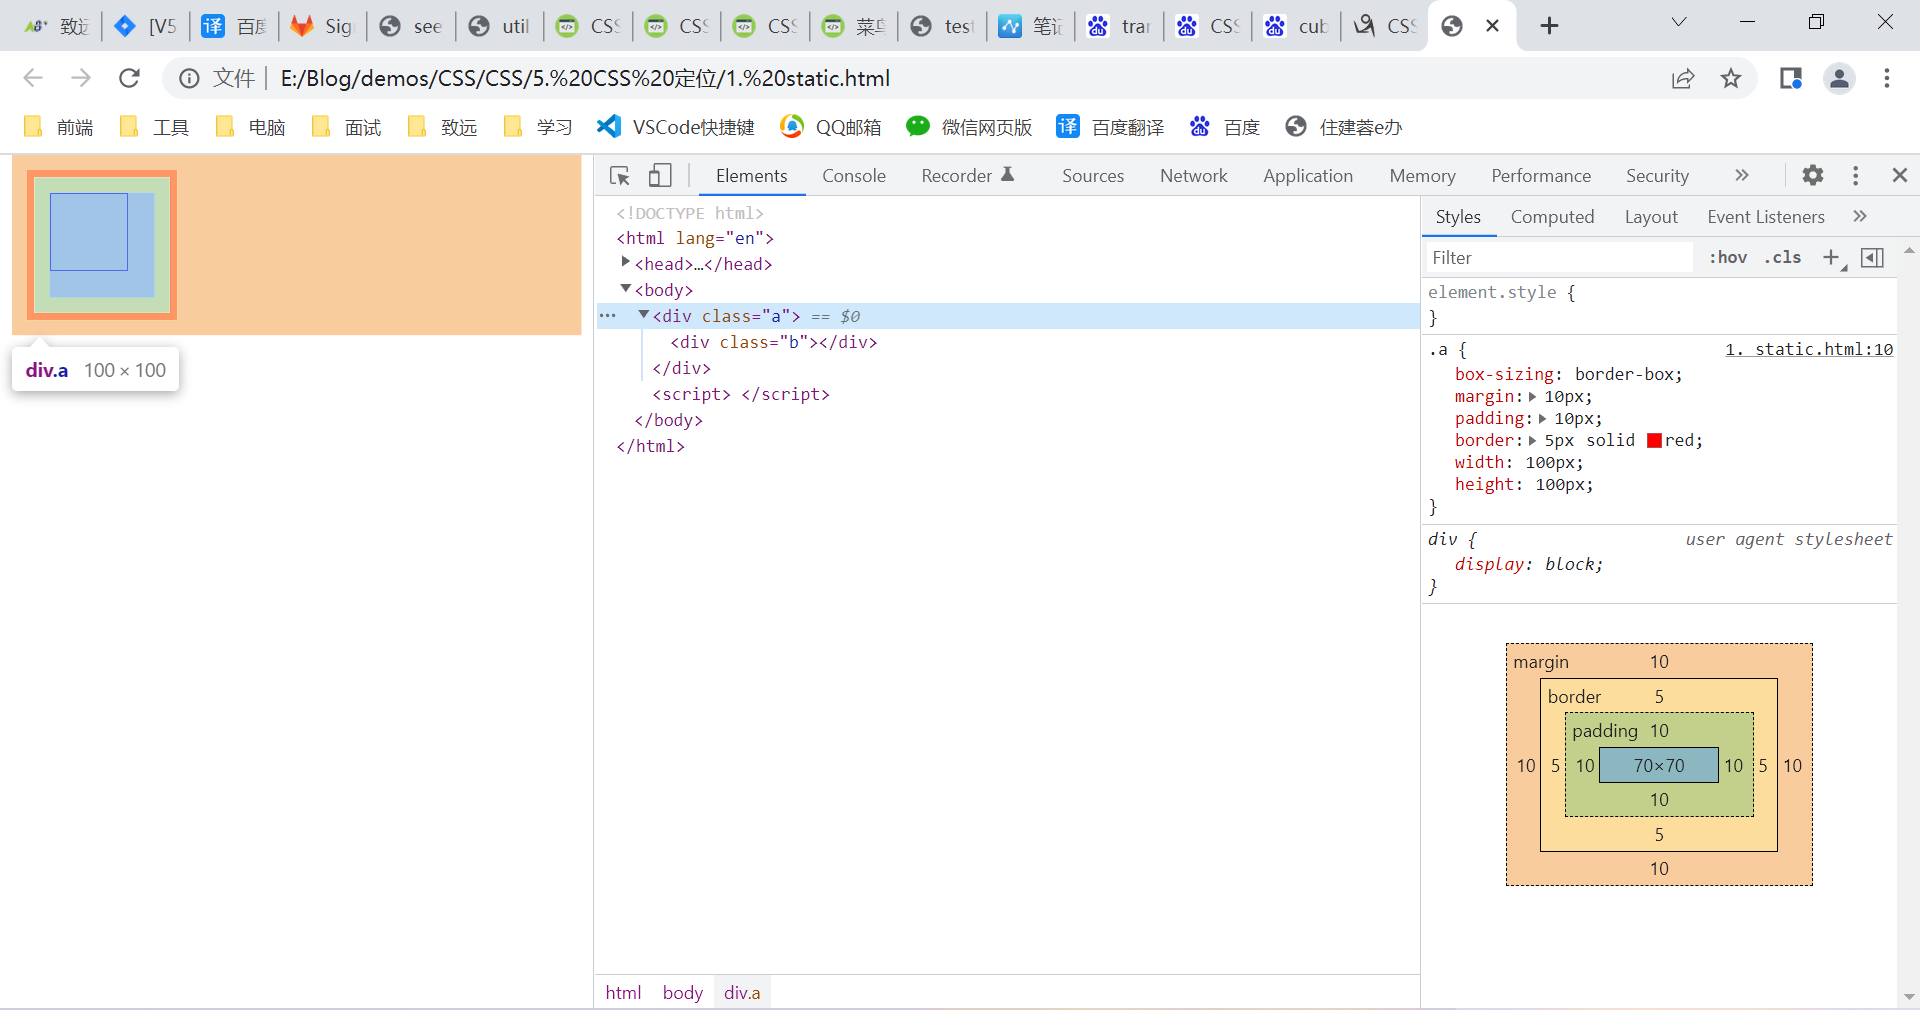 致远
[V5
百度
Sig
see
util
CSS
CSS
CSS
菜鸟
test
笔记
tran
CSS
cub
CSS
文件 E:/Blog/demos/CSS/CSS/5.%20CSS%20定位/1.%20static.html
前端 工具 电脑 面试 致远 学习 VSCode快捷键 QQ邮箱 微信网页版 译 百度翻译 百度 住建蓉e办
Elements Console Recorder Sources Network Application Memory Performance Security »
<!DOCTYPE html>
<html lang="en">
<head>…</head>
<body>
<div class="a"> == $0
<div class="b"></div>
</div>
<script> </script>
</body>
</html>
div.a 100 × 100
html body div.a
Styles Computed Layout Event Listeners »
Filter :hov .cls +
element.style {
}
.a { 1. static.html:10
box-sizing: border-box;
margin: 10px;
padding: 10px;
border: 5px solid red;
width: 100px;
height: 100px;
}
div { user agent stylesheet
display: block;
}
margin 10
border 5
padding 10
10 5 10 70×70 10 5 10
10
5
10